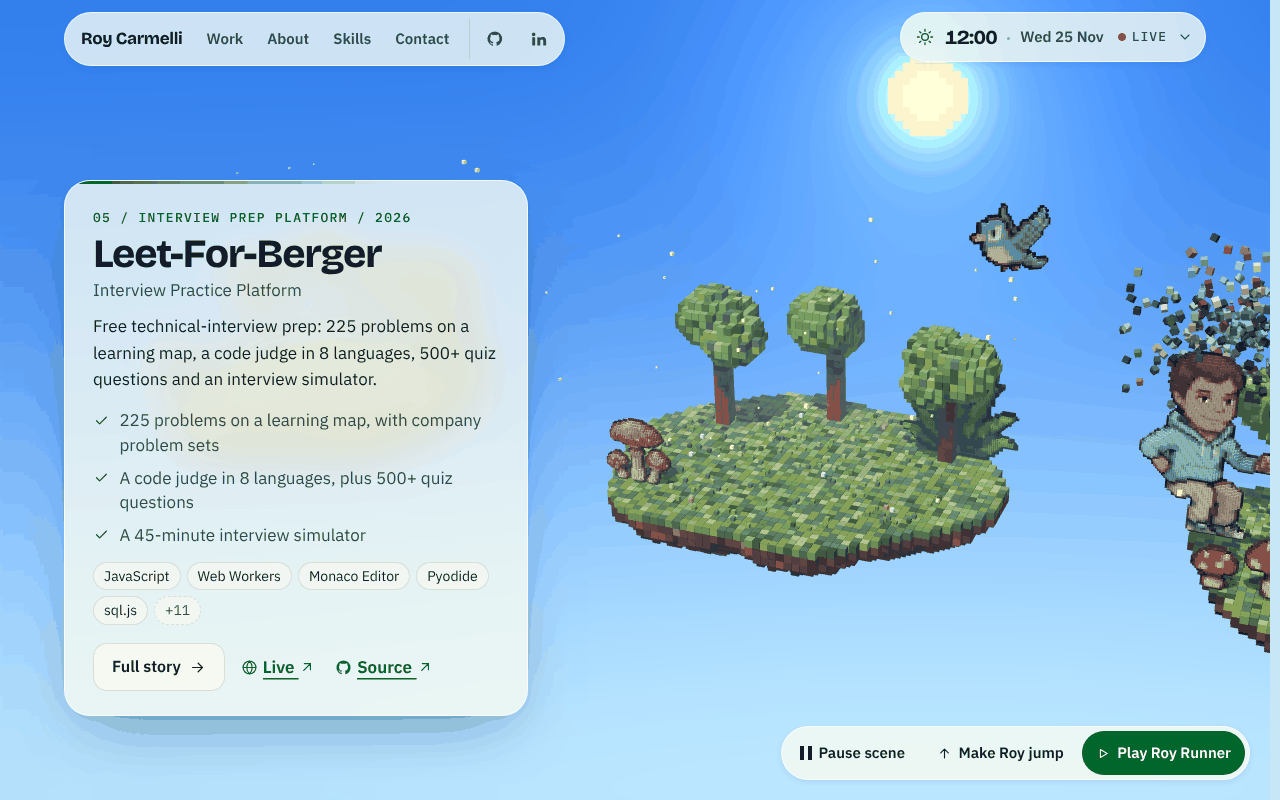 Roy Carmelli Work About Skills Contact
12:00 · Wed 25 Nov LIVE
05 / INTERVIEW PREP PLATFORM / 2026
Leet-For-Berger
Interview Practice Platform
Free technical-interview prep: 225 problems on a
learning map, a code judge in 8 languages, 500+ quiz
questions and an interview simulator.
225 problems on a learning map, with company
problem sets
A code judge in 8 languages, plus 500+ quiz
questions
A 45-minute interview simulator
JavaScript Web Workers Monaco Editor Pyodide
sql.js +11
Full story → Live ↗ Source ↗
Pause scene ↑ Make Roy jump Play Roy Runner